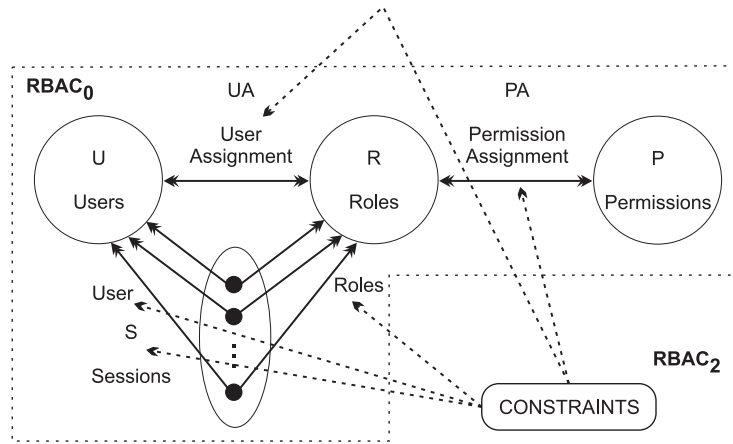 RBAC0
UA
PA
User
Assignment
Permission
Assignment
U
Users
R
Roles
P
Permissions
User
Roles
S
Sessions
RBAC2
CONSTRAINTS